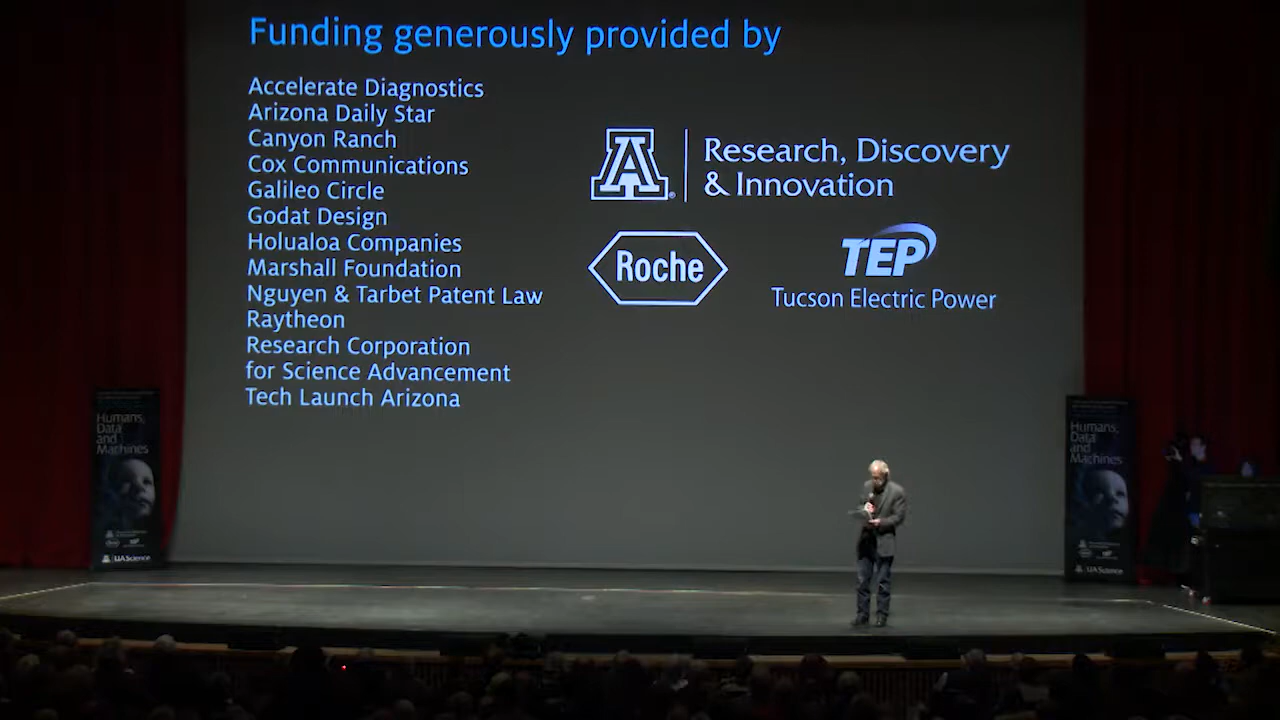 Funding generously provided by
Accelerate Diagnostics
Arizona Daily Star
Canyon Ranch
Cox Communications
Galileo Circle
Godat Design
Holualoa Companies
Marshall Foundation
Nguyen & Tarbet Patent Law
Raytheon
Research Corporation
for Science Advancement
Tech Launch Arizona
A
Research, Discovery
& Innovation
Roche
TEP
Tucson Electric Power
Humans,
Data
and
Machines
UAScience
Humans,
Data
and
Machines
UAScience